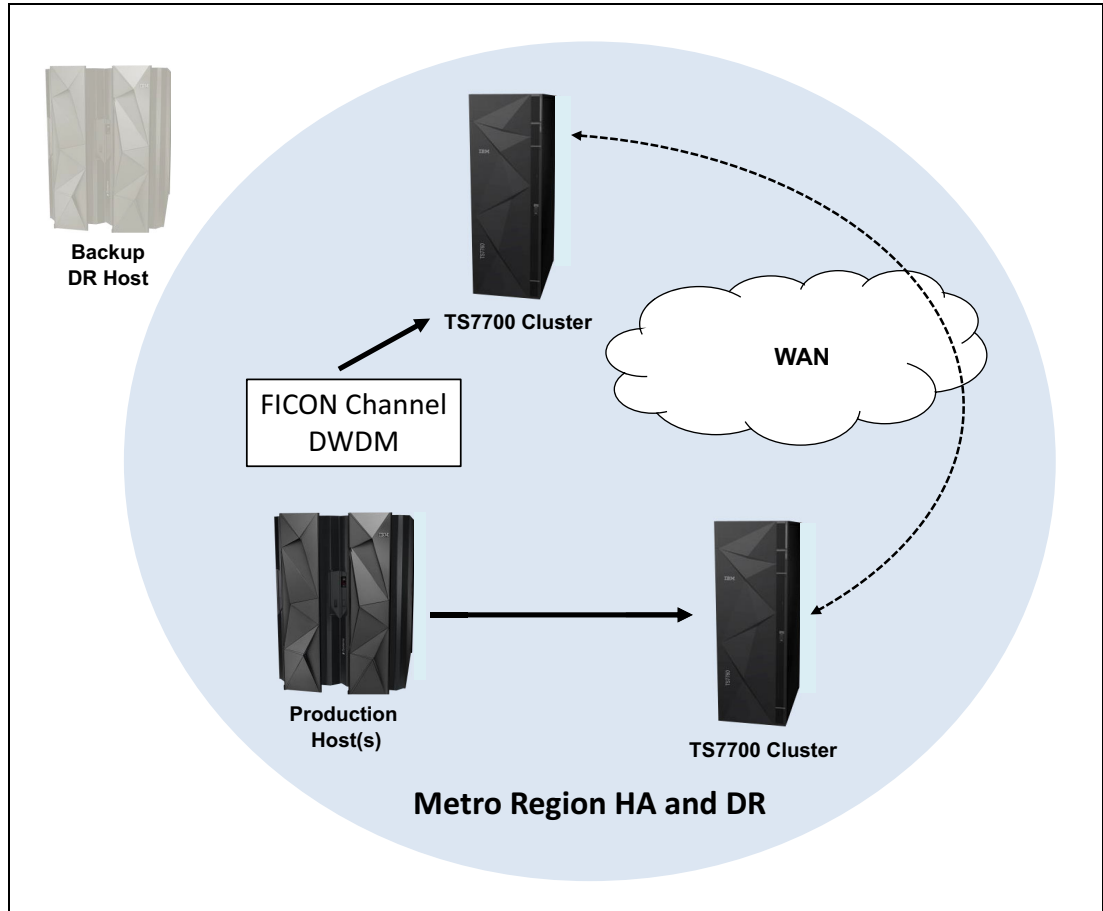 Backup
DR Host
TS7700 Cluster
WAN
FICON Channel
DWDM
Production
Host(s)
TS7700 Cluster
Metro Region HA and DR